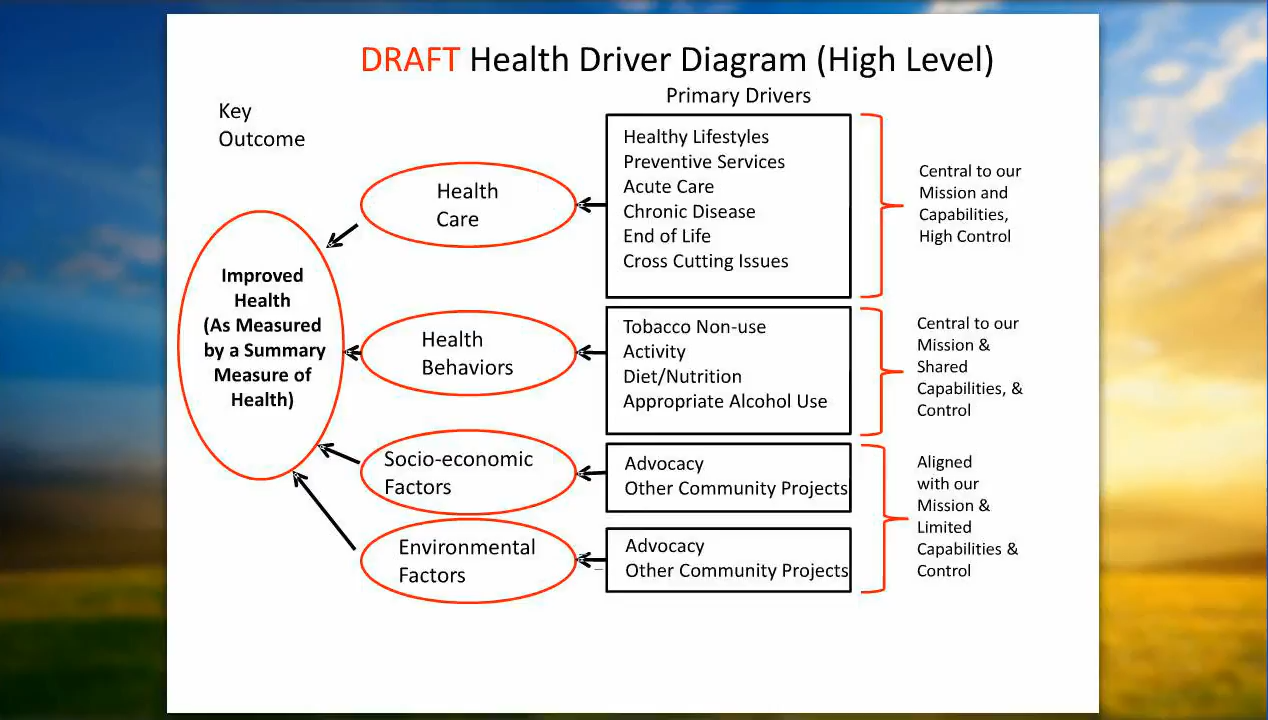 DRAFT Health Driver Diagram (High Level)
Primary Drivers
Key
Outcome
Health
Care
Healthy Lifestyles
Preventive Services
Acute Care
Chronic Disease
End of Life
Cross Cutting Issues
Central to our
Mission and
Capabilities,
High Control
Improved
Health
(As Measured
by a Summary
Measure of
Health)
Health
Behaviors
Tobacco Non-use
Activity
Diet/Nutrition
Appropriate Alcohol Use
Central to our
Mission &
Shared
Capabilities, &
Control
Socio-economic
Factors
Advocacy
Other Community Projects
Aligned
with our
Mission &
Limited
Capabilities &
Control
Environmental
Factors
Advocacy
Other Community Projects